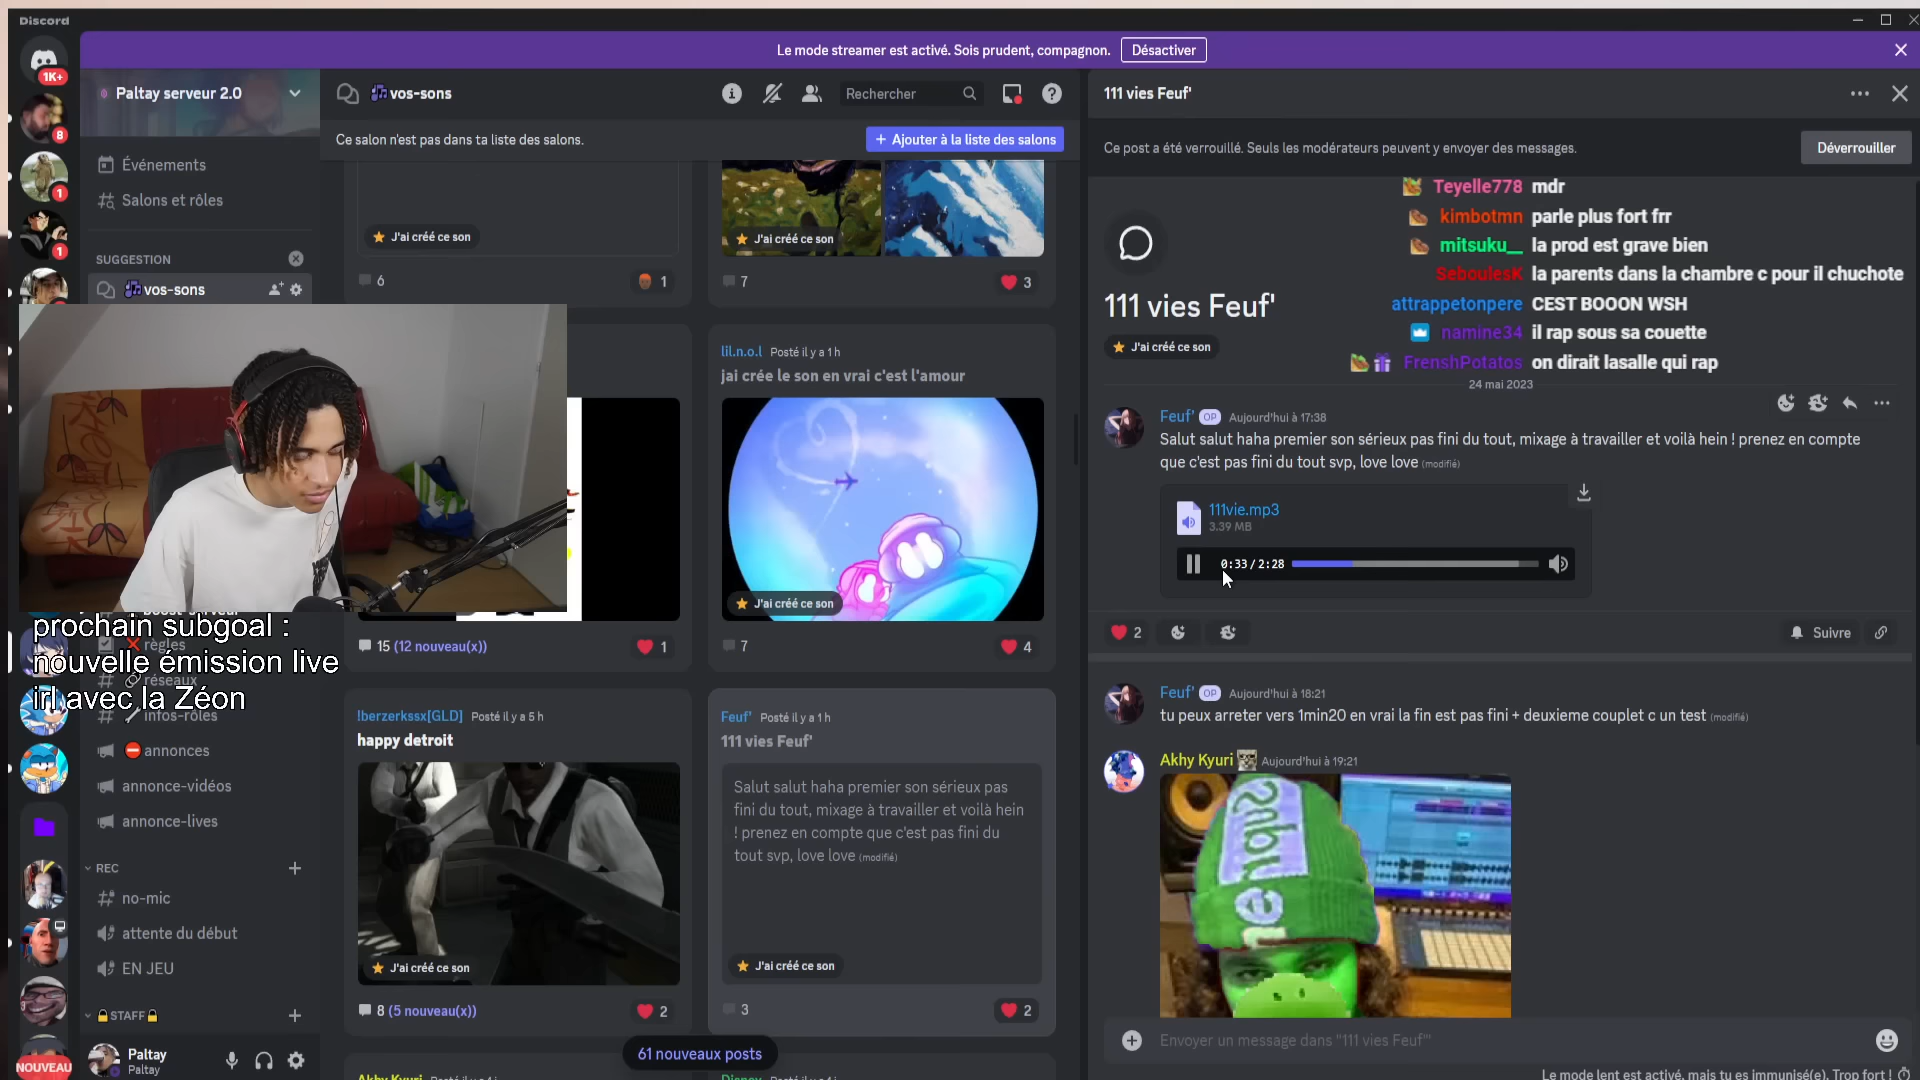 Discord
Le mode streamer est activé. Sois prudent, compagnon.
Désactiver
1K+
8
1
1
NOUVEAU
Paltay serveur 2.0
Événements
Salons et rôles
SUGGESTION
vos-sons
prochain subgoal :
règles
nouvelle émission live
réseaux
irl avec la Zéon
infos-rôles
annonces
annonce-vidéos
annonce-lives
REC
no-mic
attente du début
EN JEU
STAFF
Paltay
Paltay
vos-sons
Rechercher
Ce salon n'est pas dans ta liste des salons.
+ Ajouter à la liste des salons
J'ai créé ce son
6
1
J'ai créé ce son
7
3
15 (12 nouveau(x))
1
lil.n.o.l Posté il y a 1 h
jai crée le son en vrai c'est l'amour
J'ai créé ce son
7
4
!berzerkssx[GLD] Posté il y a 5 h
happy detroit
J'ai créé ce son
8 (5 nouveau(x))
2
Feuf' Posté il y a 1 h
111 vies Feuf'
Salut salut haha premier son sérieux pas
fini du tout, mixage à travailler et voilà hein
! prenez en compte que c'est pas fini du
tout svp, love love (modifié)
J'ai créé ce son
3
2
61 nouveaux posts
111 vies Feuf'
Ce post a été verrouillé. Seuls les modérateurs peuvent y envoyer des messages.
Déverrouiller
Teyelle778 mdr
kimbotmn parle plus fort frr
mitsuku__ la prod est grave bien
SeboulesK la parents dans la chambre c pour il chuchote
attrappetonpere CEST BOOON WSH
namine34 il rap sous sa couette
FrenshPotatos on dirait lasalle qui rap
111 vies Feuf'
J'ai créé ce son
24 mai 2023
Feuf' OP Aujourd'hui à 17:38
Salut salut haha premier son sérieux pas fini du tout, mixage à travailler et voilà hein ! prenez en compte
que c'est pas fini du tout svp, love love (modifié)
111vie.mp3
3.39 MB
0:33/2:28
2
Suivre
Feuf' OP Aujourd'hui à 18:21
tu peux arreter vers 1min20 en vrai la fin est pas fini + deuxieme couplet c un test (modifié)
Akhy Kyuri Aujourd'hui à 19:21
Envoyer un message dans "111 vies Feuf'"
Le mode lent est activé, mais tu es immunisé(e). Trop fort !